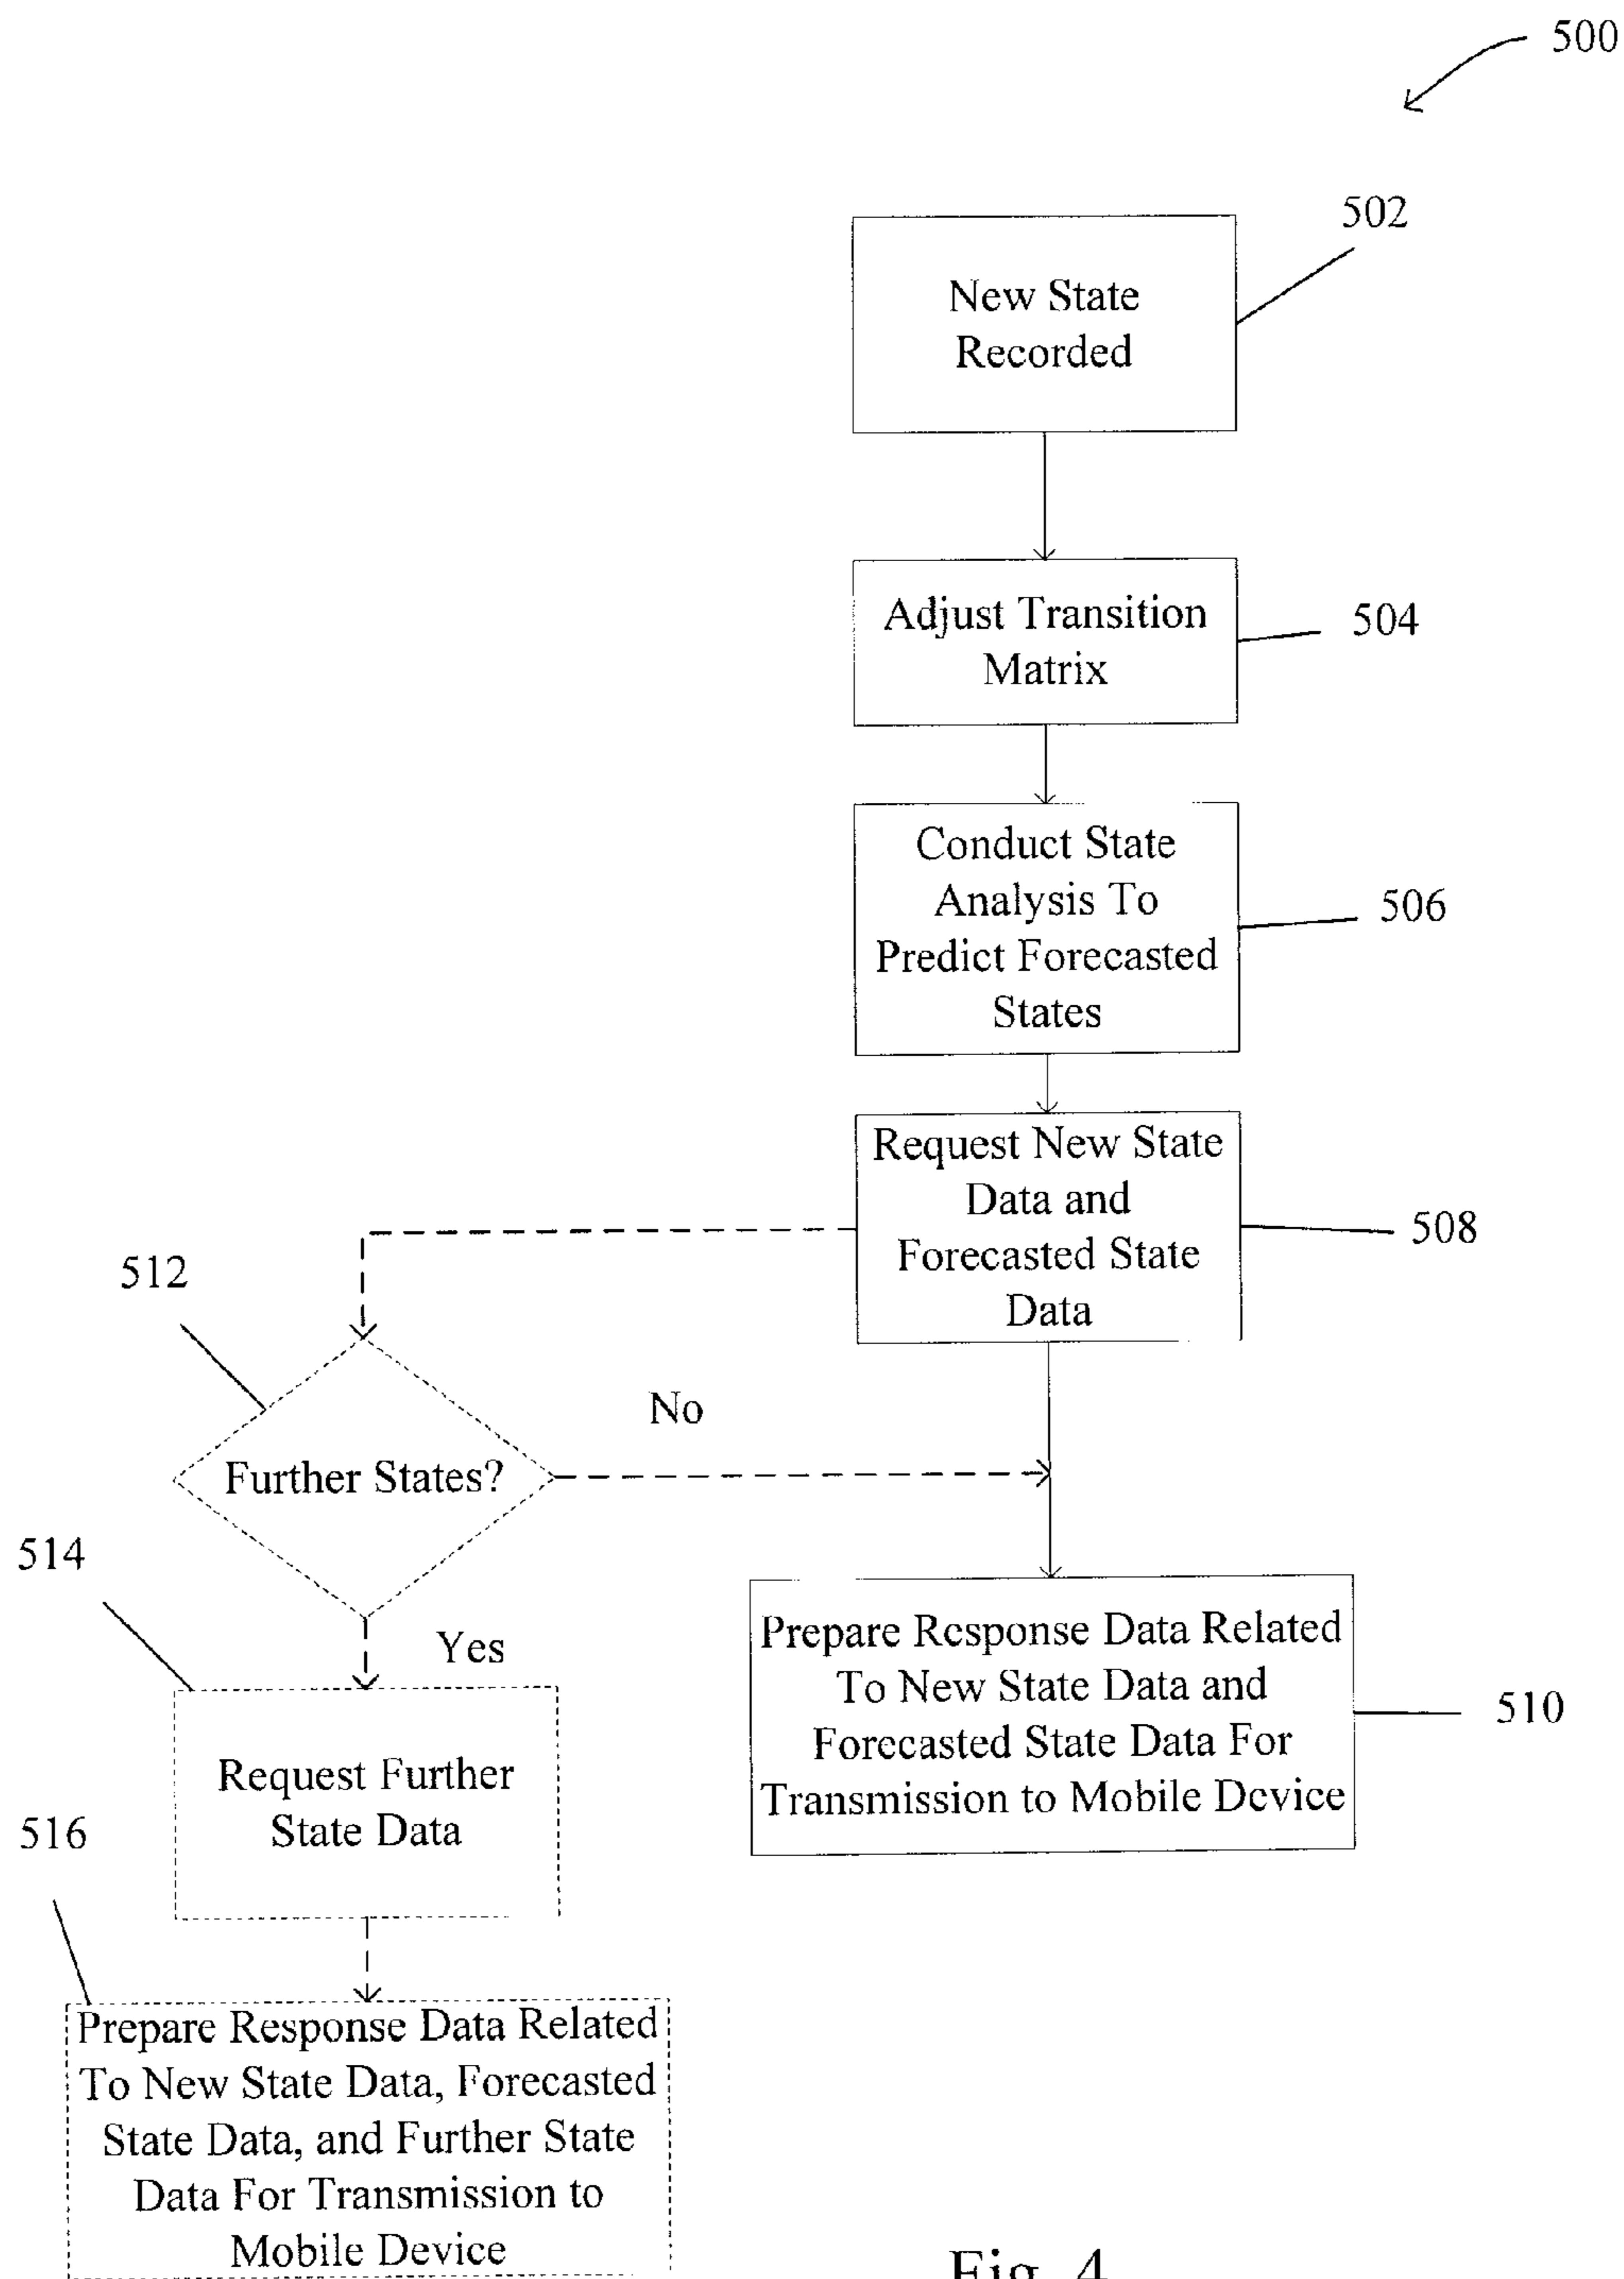 500
502
New State
Recorded
Adjust Transition
Matrix
504
Conduct State
Analysis To
Predict Forecasted
States
506
Request New State
Data and
Forecasted State
Data
508
512
No
Further States?
514
Yes
Prepare Response Data Related
To New State Data and
Forecasted State Data For
Transmission to Mobile Device
510
Request Further
State Data
516
Prepare Response Data Related
To New State Data, Forecasted
State Data, and Further State
Data For Transmission to
Mobile Device
Fig. 4